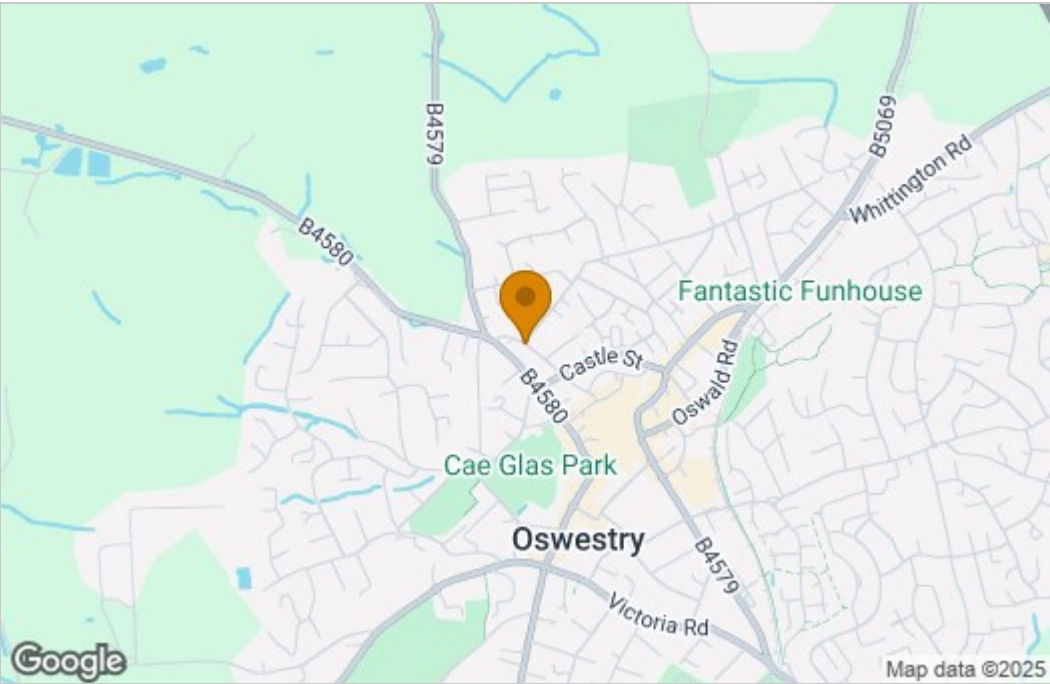 B4579
B5069
Whittington Rd
B4580
Fantastic Funhouse
Castle St
Oswald Rd
B4580
Cae Glas Park
Oswestry
B4579
Victoria Rd
Google
Map data ©2025